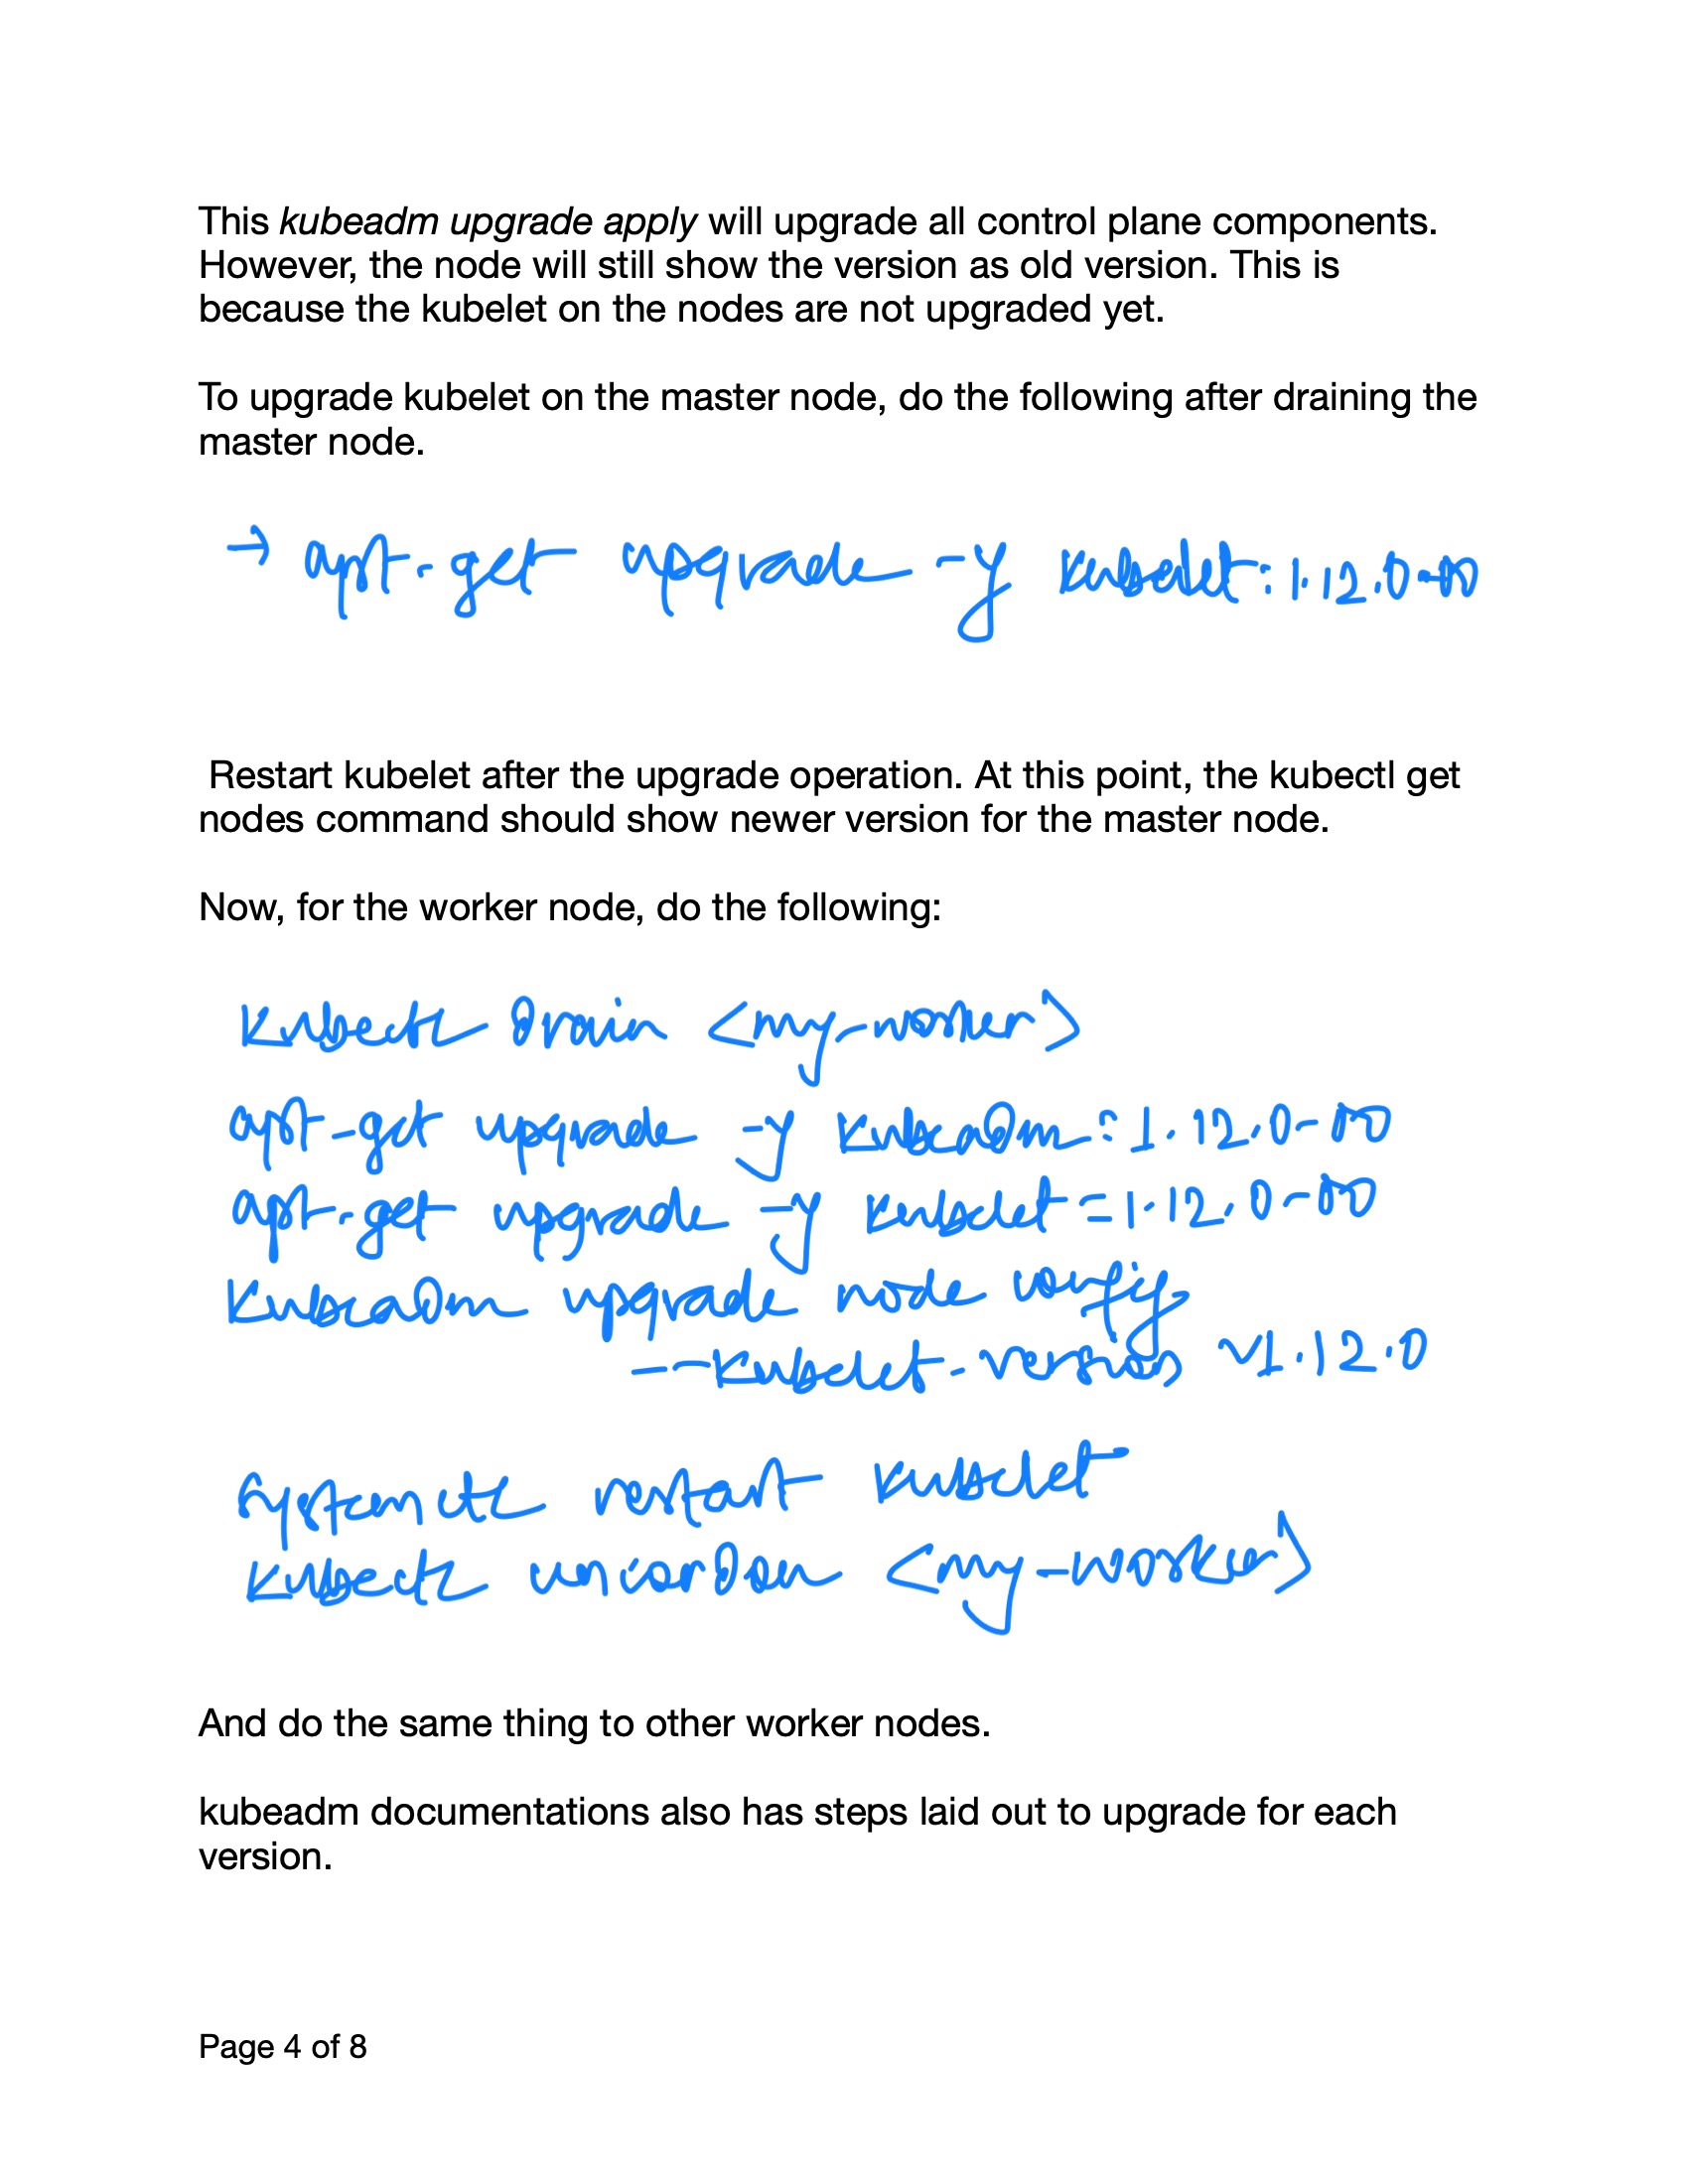 This kubeadm upgrade apply will upgrade all control plane components.
However, the node will still show the version as old version. This is
because the kubelet on the nodes are not upgraded yet.
To upgrade kubelet on the master node, do the following after draining the
master node.
→ apt-get upgrade -y kubelet:1.12.0-00
Restart kubelet after the upgrade operation. At this point, the kubectl get
nodes command should show newer version for the master node.
Now, for the worker node, do the following:
kubectl drain <my-worker>
apt-get upgrade -y kubeadm:1.12.0-00
apt-get upgrade -y kubelet=1.12.0-00
kubeadm upgrade node config
--kubelet-version v1.12.0
systemctl restart kubelet
kubectl uncordon <my-worker>
And do the same thing to other worker nodes.
kubeadm documentations also has steps laid out to upgrade for each
version.
Page 4 of 8